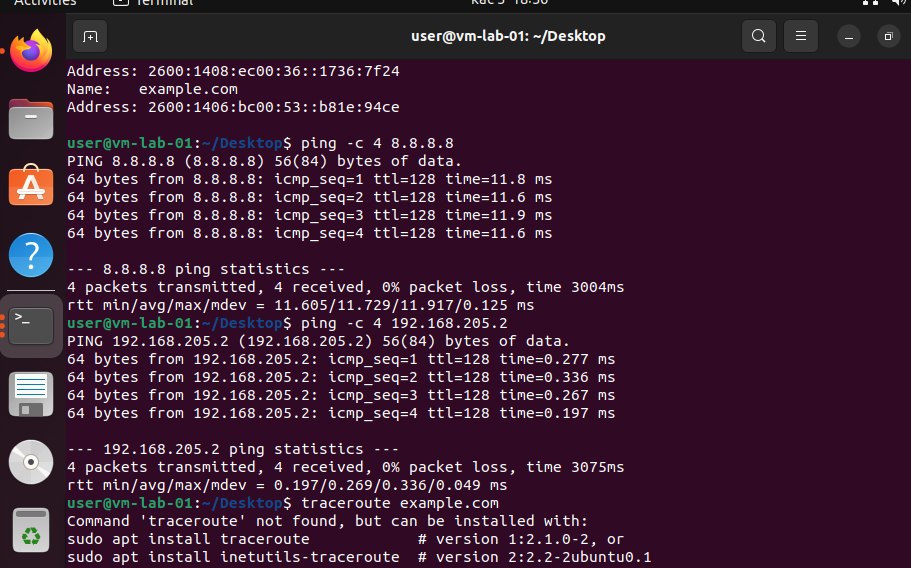 Activities Terminal 18:50
user@vm-lab-01: ~/Desktop
Address: 2600:1408:ec00:36::1736:7f24
Name:   example.com
Address: 2600:1406:bc00:53::b81e:94ce
user@vm-lab-01:~/Desktop$ ping -c 4 8.8.8.8
PING 8.8.8.8 (8.8.8.8) 56(84) bytes of data.
64 bytes from 8.8.8.8: icmp_seq=1 ttl=128 time=11.8 ms
64 bytes from 8.8.8.8: icmp_seq=2 ttl=128 time=11.6 ms
64 bytes from 8.8.8.8: icmp_seq=3 ttl=128 time=11.9 ms
64 bytes from 8.8.8.8: icmp_seq=4 ttl=128 time=11.6 ms
--- 8.8.8.8 ping statistics ---
4 packets transmitted, 4 received, 0% packet loss, time 3004ms
rtt min/avg/max/mdev = 11.605/11.729/11.917/0.125 ms
user@vm-lab-01:~/Desktop$ ping -c 4 192.168.205.2
PING 192.168.205.2 (192.168.205.2) 56(84) bytes of data.
64 bytes from 192.168.205.2: icmp_seq=1 ttl=128 time=0.277 ms
64 bytes from 192.168.205.2: icmp_seq=2 ttl=128 time=0.336 ms
64 bytes from 192.168.205.2: icmp_seq=3 ttl=128 time=0.267 ms
64 bytes from 192.168.205.2: icmp_seq=4 ttl=128 time=0.197 ms
--- 192.168.205.2 ping statistics ---
4 packets transmitted, 4 received, 0% packet loss, time 3075ms
rtt min/avg/max/mdev = 0.197/0.269/0.336/0.049 ms
user@vm-lab-01:~/Desktop$ traceroute example.com
Command 'traceroute' not found, but can be installed with:
sudo apt install traceroute            # version 1:2.1.0-2, or
sudo apt install inetutils-traceroute  # version 2:2.2-2ubuntu0.1